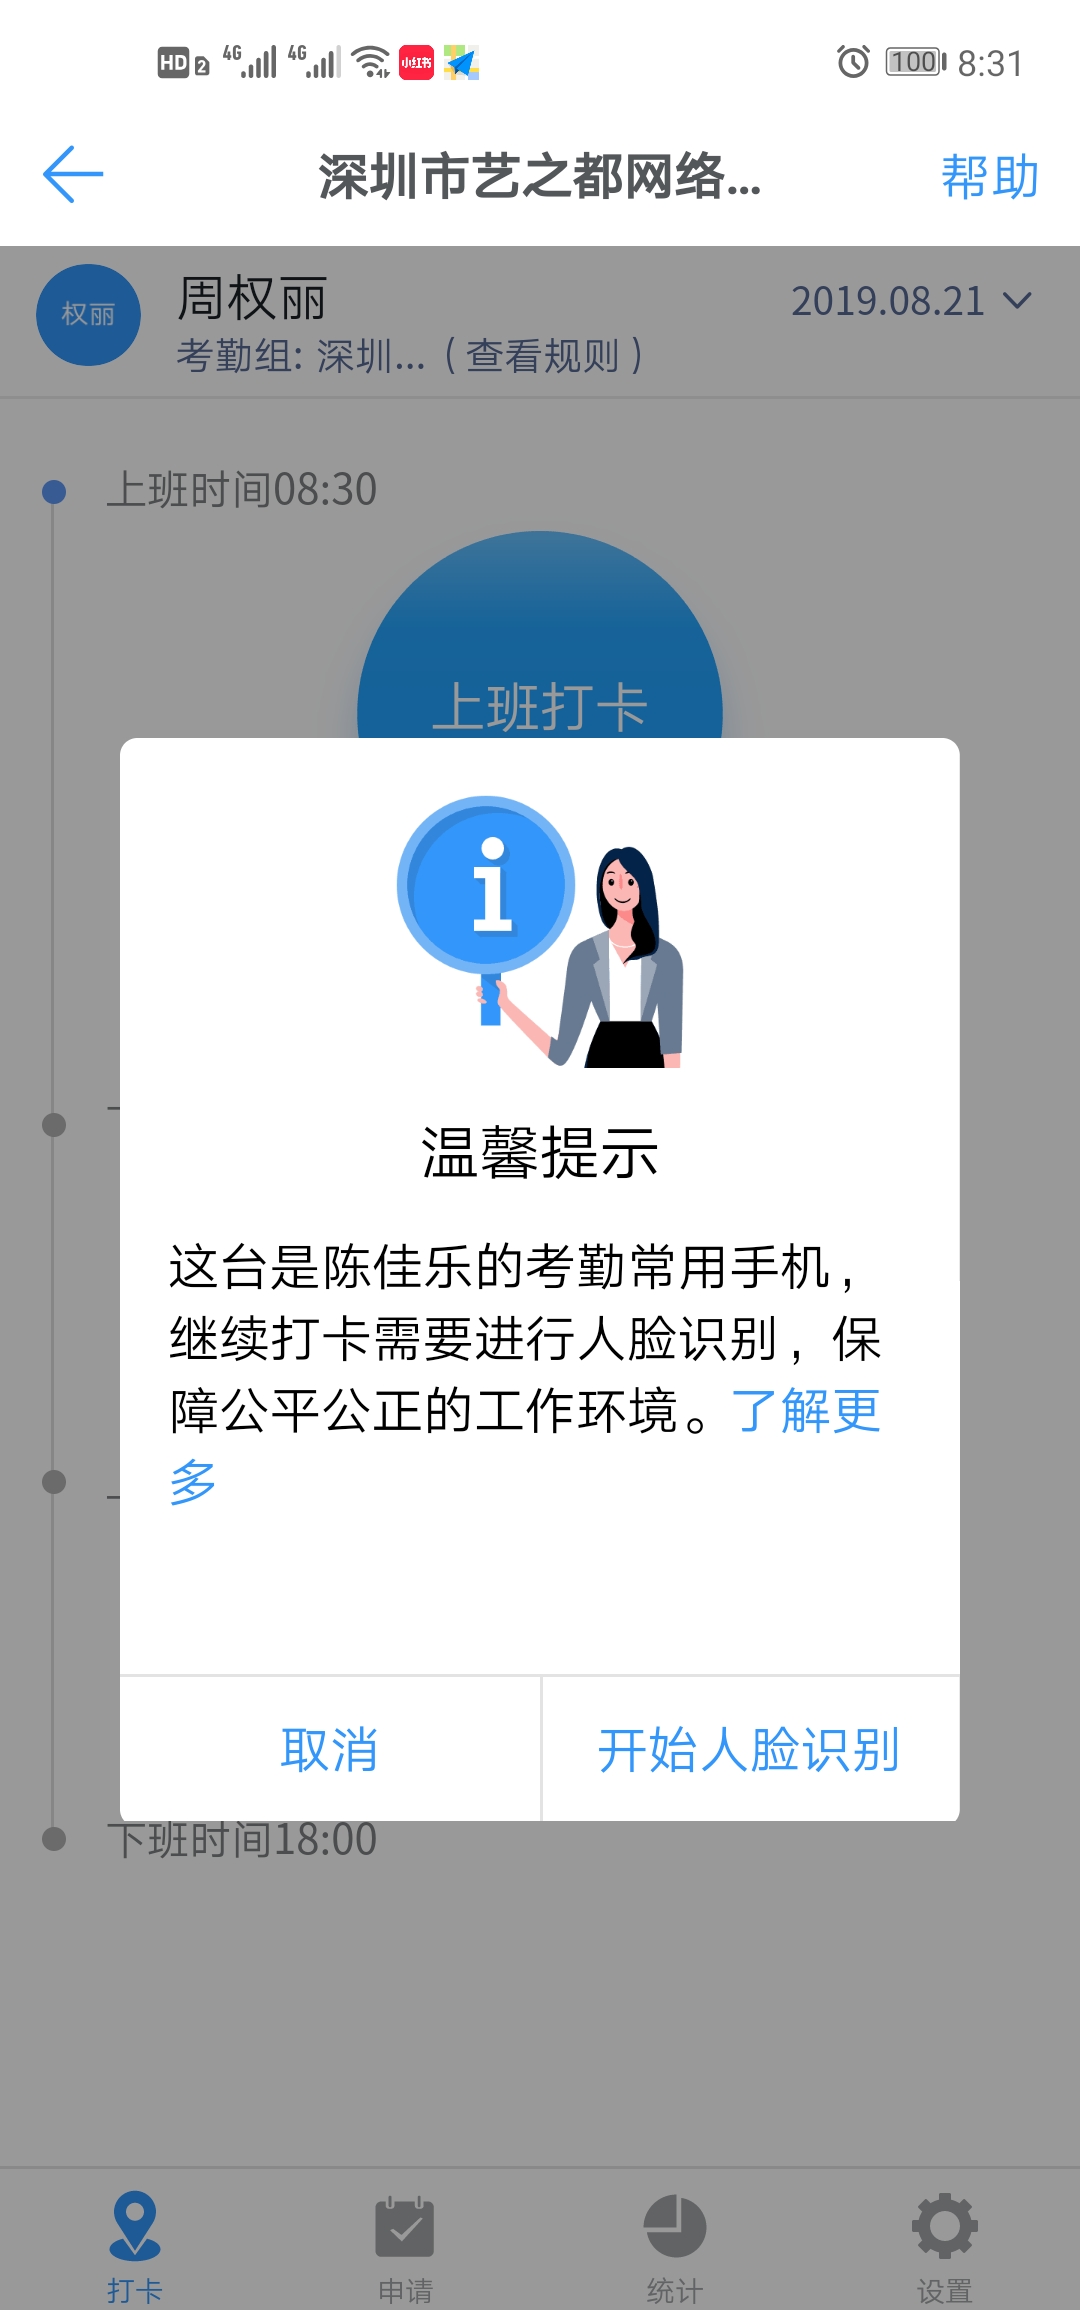 HD 2 4G 4G 小红书 100 8:31
深圳市艺之都网络... 帮助
权丽 周权丽 2019.08.21
考勤组: 深圳... ( 查看规则 )
上班时间08:30
上班打卡
i
温馨提示
这台是陈佳乐的考勤常用手机，
继续打卡需要进行人脸识别，保
障公平公正的工作环境。了解更
多
取消 开始人脸识别
下班时间18:00
打卡 申请 统计 设置